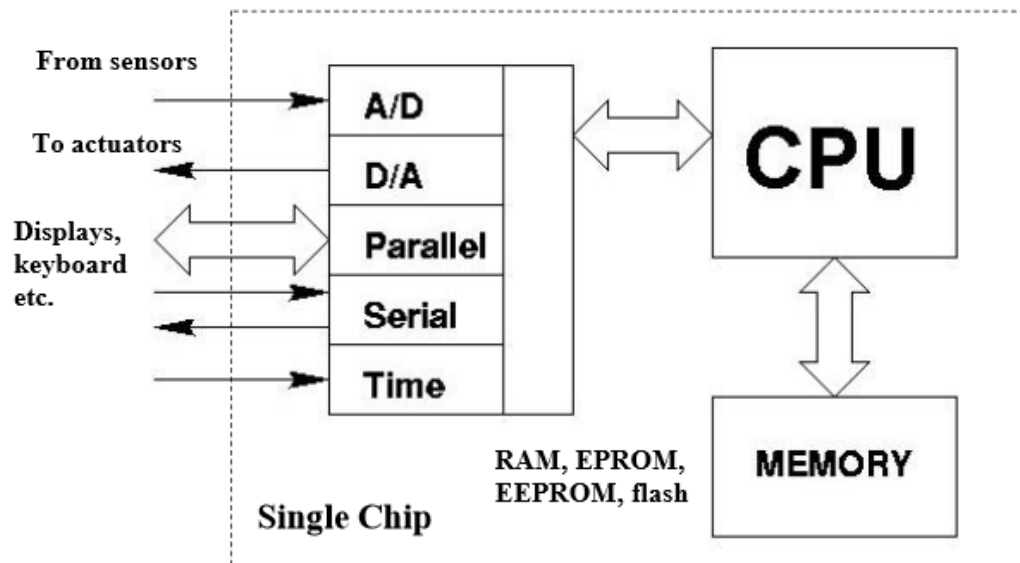 From sensors
To actuators
Displays,
keyboard
etc.
A/D
D/A
Parallel
Serial
Time
CPU
MEMORY
RAM, EPROM,
EEPROM, flash
Single Chip